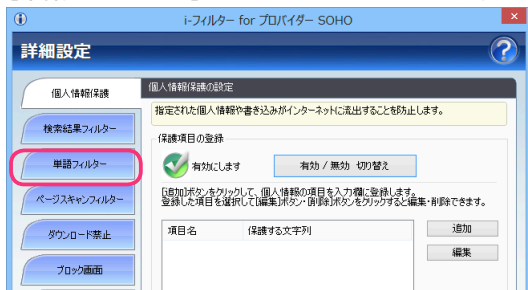 i-フィルター for プロバイダー SOHO
詳細設定
個人情報保護
検索結果フィルター
単語フィルター
ページスキャンフィルター
ダウンロード禁止
ブロック画面
個人情報保護の設定
指定された個人情報や書き込みがインターネットに流出することを防止します。
保護項目の登録
有効にします
有効 / 無効 切り替え
[追加]ボタンをクリックして、個人情報の項目を入力欄に登録します。
登録した項目を選択して[編集]ボタン・[削除]ボタンをクリックすると編集・削除できます。
項目名 保護する文字列
追加
編集